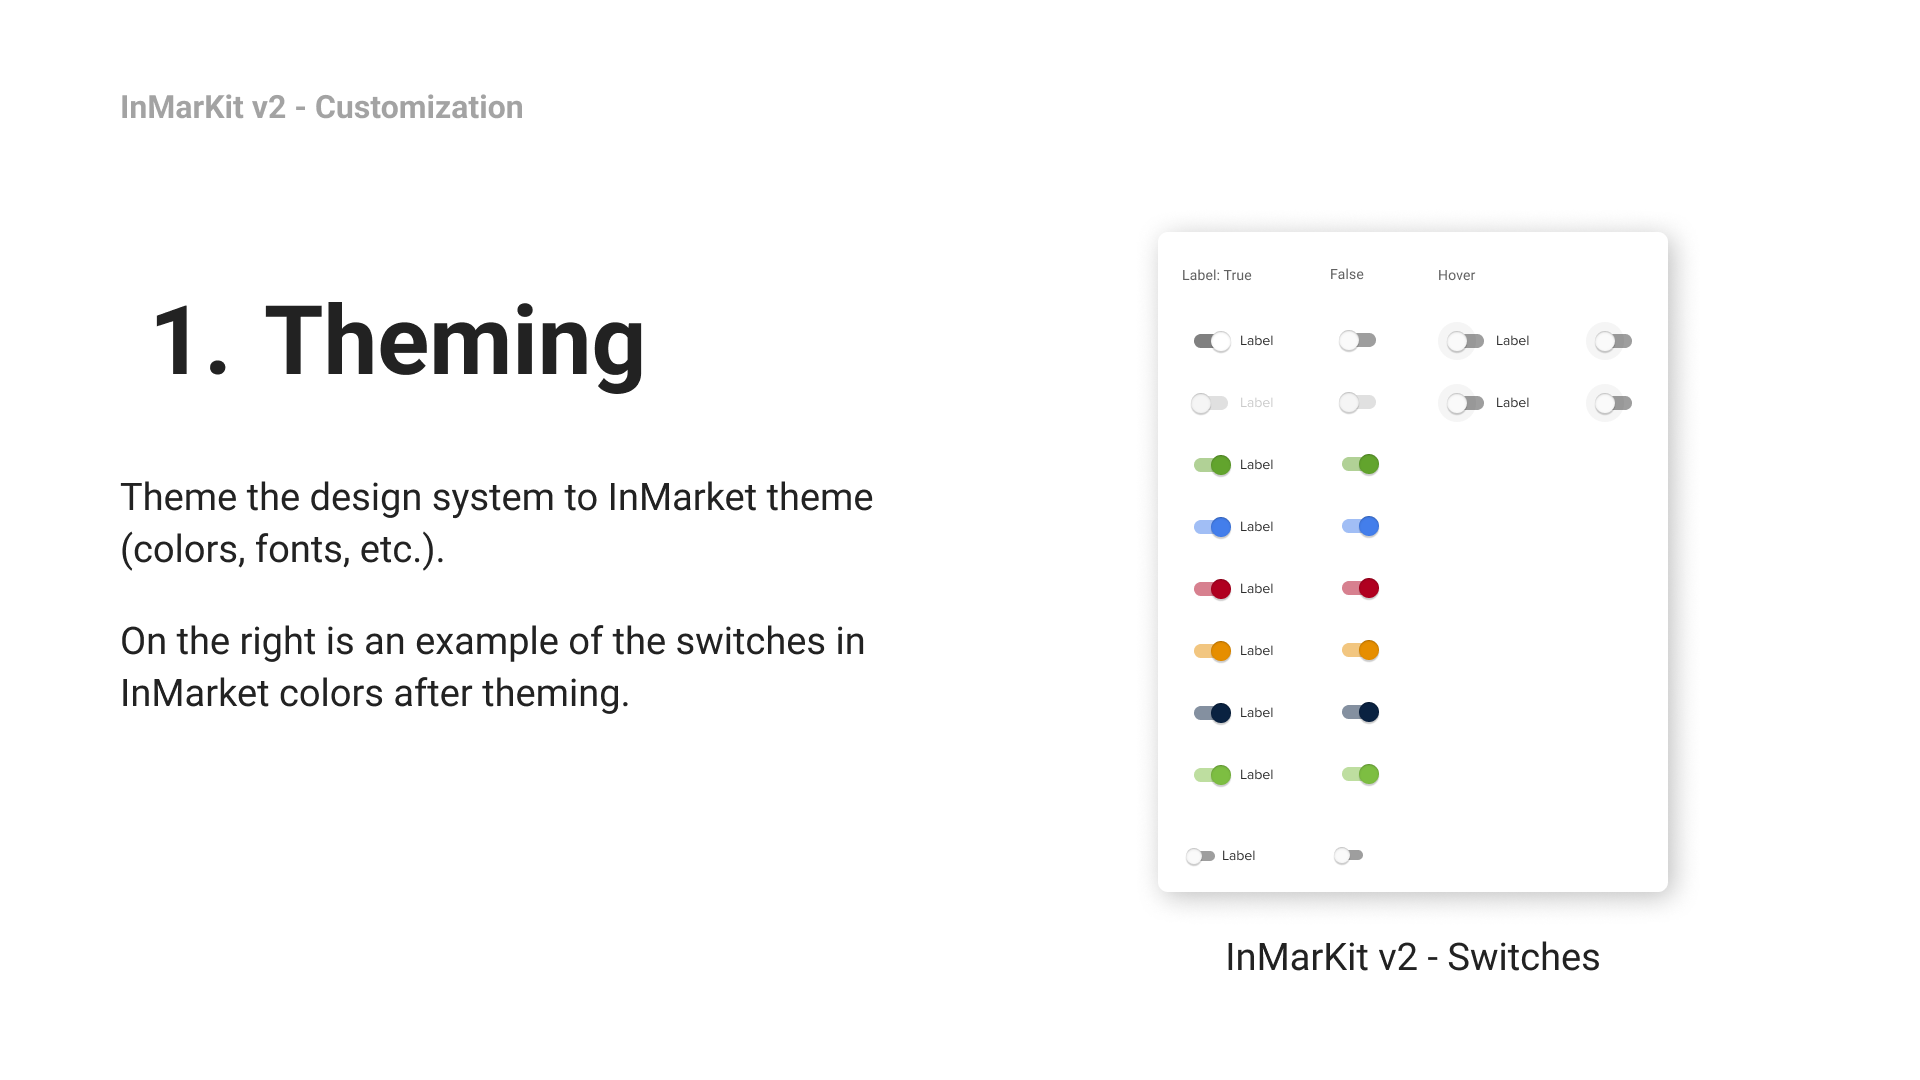 InMarKit v2 - Customization
1. Theming
Theme the design system to InMarket theme
(colors, fonts, etc.).
On the right is an example of the switches in
InMarket colors after theming.
Label: True False Hover
Label Label
Label Label
Label
Label
Label
Label
Label
Label
Label
InMarKit v2 - Switches